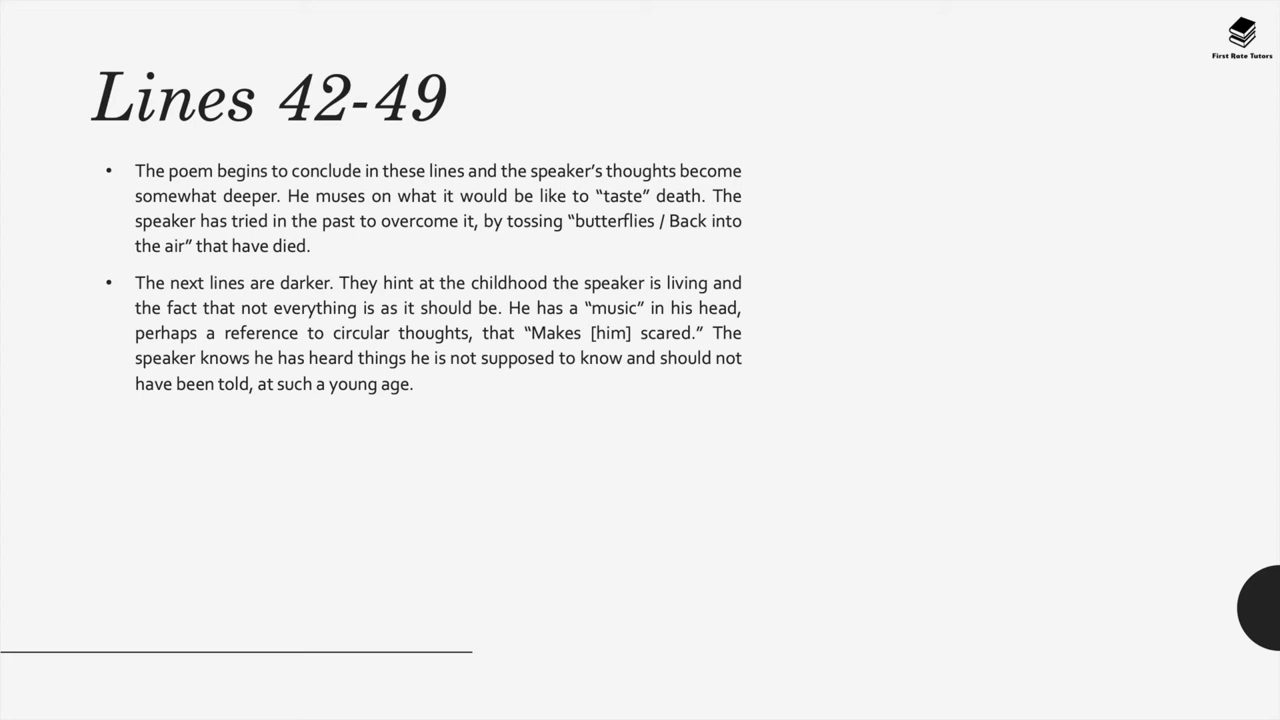 First Rate Tutors
Lines 42-49
• The poem begins to conclude in these lines and the speaker’s thoughts become
somewhat deeper. He muses on what it would be like to “taste” death. The
speaker has tried in the past to overcome it, by tossing “butterflies / Back into
the air” that have died.
• The next lines are darker. They hint at the childhood the speaker is living and
the fact that not everything is as it should be. He has a “music” in his head,
perhaps a reference to circular thoughts, that “Makes [him] scared.” The
speaker knows he has heard things he is not supposed to know and should not
have been told, at such a young age.